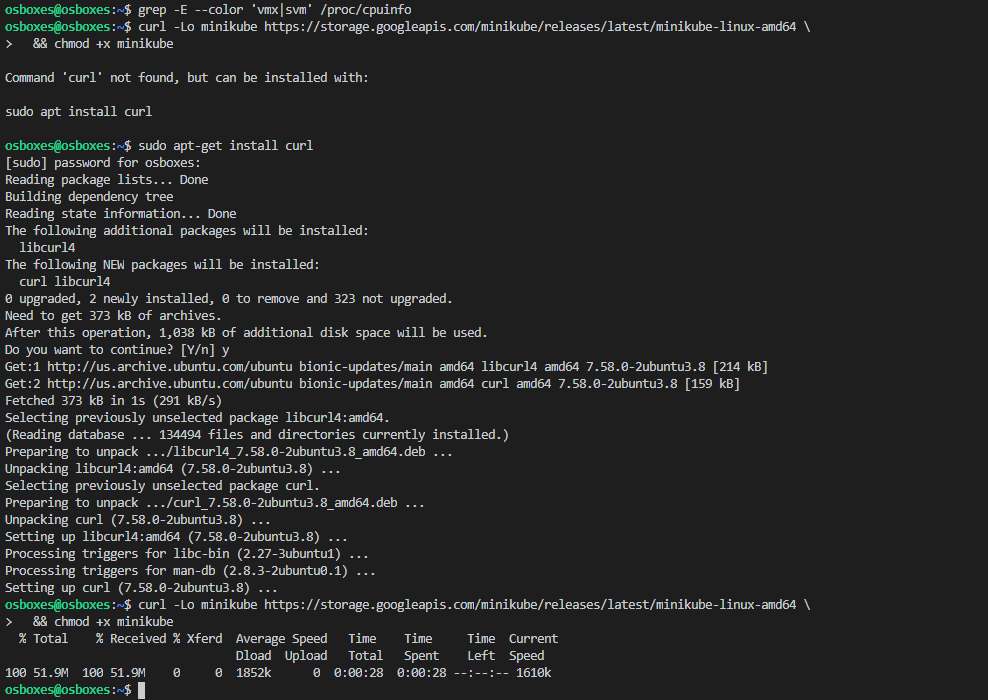 osboxes@osboxes:~$ grep -E --color 'vmx|svm' /proc/cpuinfo
osboxes@osboxes:~$ curl -Lo minikube https://storage.googleapis.com/minikube/releases/latest/minikube-linux-amd64 \
>   && chmod +x minikube

Command 'curl' not found, but can be installed with:

sudo apt install curl

osboxes@osboxes:~$ sudo apt-get install curl
[sudo] password for osboxes:
Reading package lists... Done
Building dependency tree
Reading state information... Done
The following additional packages will be installed:
  libcurl4
The following NEW packages will be installed:
  curl libcurl4
0 upgraded, 2 newly installed, 0 to remove and 323 not upgraded.
Need to get 373 kB of archives.
After this operation, 1,038 kB of additional disk space will be used.
Do you want to continue? [Y/n] y
Get:1 http://us.archive.ubuntu.com/ubuntu bionic-updates/main amd64 libcurl4 amd64 7.58.0-2ubuntu3.8 [214 kB]
Get:2 http://us.archive.ubuntu.com/ubuntu bionic-updates/main amd64 curl amd64 7.58.0-2ubuntu3.8 [159 kB]
Fetched 373 kB in 1s (291 kB/s)
Selecting previously unselected package libcurl4:amd64.
(Reading database ... 134494 files and directories currently installed.)
Preparing to unpack .../libcurl4_7.58.0-2ubuntu3.8_amd64.deb ...
Unpacking libcurl4:amd64 (7.58.0-2ubuntu3.8) ...
Selecting previously unselected package curl.
Preparing to unpack .../curl_7.58.0-2ubuntu3.8_amd64.deb ...
Unpacking curl (7.58.0-2ubuntu3.8) ...
Setting up libcurl4:amd64 (7.58.0-2ubuntu3.8) ...
Processing triggers for libc-bin (2.27-3ubuntu1) ...
Processing triggers for man-db (2.8.3-2ubuntu0.1) ...
Setting up curl (7.58.0-2ubuntu3.8) ...
osboxes@osboxes:~$ curl -Lo minikube https://storage.googleapis.com/minikube/releases/latest/minikube-linux-amd64 \
>   && chmod +x minikube
  % Total    % Received % Xferd  Average Speed   Time    Time     Time  Current
                                 Dload  Upload   Total   Spent    Left  Speed
100 51.9M  100 51.9M    0     0  1852k      0  0:00:28  0:00:28 --:--:-- 1610k
osboxes@osboxes:~$